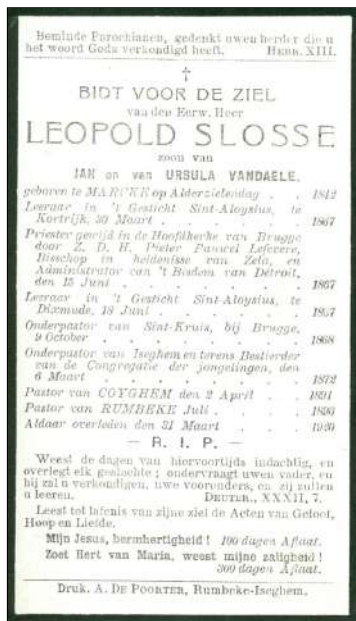 Beminde Parochianen, gedenkt uwen herder die u
het woord Gods verkondigd heeft. HEBR. XIII.
†
BIDT VOOR DE ZIEL
van den Eerw. Heer
LEOPOLD SLOSSE
zoon van
JAN en van URSULA VANDAELE.
geboren te MARCKE op Alderzielendag . . 1842
Leeraar in 't Gesticht Sint-Aloysius, te
Kortrijk, 30 Maart . . . . . 1867
Priester gewijd in de Hoofdkerke van Brugge
door Z. D. H. Pieter Paweel Lefevere,
Bisschop in heidenisse van Zela, en
Administrator van 't Bisdom van Détroit,
den 15 Juni . . . . . 1867
Leeraar in 't Gesticht Sint-Aloysius, te
Dixmude, 18 Juni . . . . . 1867
Onderpastor van Sint-Kruis, bij Brugge,
9 October . . . . . 1868
Onderpastor van Iseghem en tevens Bestierder
van de Congregatie der jongelingen, den
6 Maart . . . . . 1872
Pastor van COYGHEM den 2 April . . . 1891
Pastor van RUMBEKE Juli . . . . 1896
Aldaar overleden den 31 Maart . . . 1920
— R. I. P. —
Weest de dagen van hiervoortijds indachtig, en
overlegt elk geslachte ; ondervraagt uwen vader, en
hij zal u verkondigen, uwe voorouders, en zij zullen
u leeren. DEUTER, XXXII, 7.
Leest tot lafenis van zijne ziel de Acten van Geloof,
Hoop en Liefde.
Mijn Jesus, bermhertigheid ! 100 dagen Aflaat.
Zoet Hert van Maria, weest mijne zaligheid !
300 dagen Aflaat.
Druk. A. DE POORTER, Rumbeke-Iseghem.